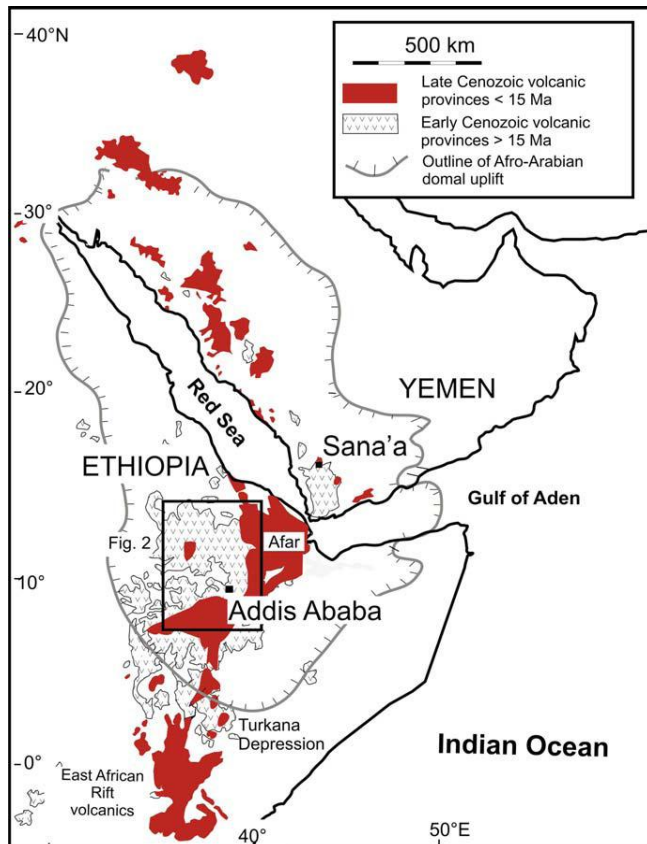 40°N
500 km
Late Cenozoic volcanic
provinces < 15 Ma
Early Cenozoic volcanic
provinces > 15 Ma
Outline of Afro-Arabian
domal uplift
30°
20°
Red Sea
YEMEN
Sana'a
ETHIOPIA
Gulf of Aden
Fig. 2
Afar
10°
Addis Ababa
Turkana
Depression
Indian Ocean
0°
East African
Rift
volcanics
40°
50°E